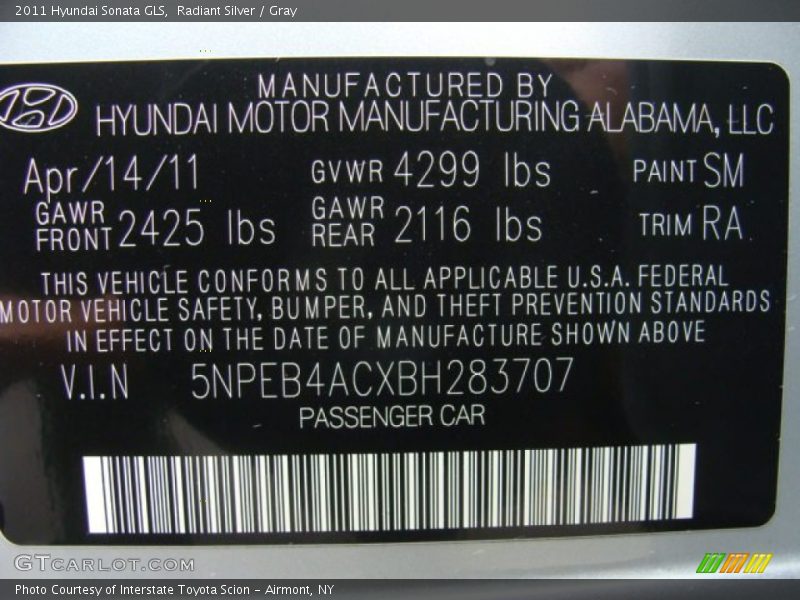 2011 Hyundai Sonata GLS, Radiant Silver / Gray
MANUFACTURED BY
HYUNDAI MOTOR MANUFACTURING ALABAMA, LLC
Apr/14/11 GVWR 4299 lbs PAINT SM
GAWR FRONT 2425 lbs GAWR REAR 2116 lbs TRIM RA
THIS VEHICLE CONFORMS TO ALL APPLICABLE U.S.A. FEDERAL
MOTOR VEHICLE SAFETY, BUMPER, AND THEFT PREVENTION STANDARDS
IN EFFECT ON THE DATE OF MANUFACTURE SHOWN ABOVE
V.I.N 5NPEB4ACXBH283707
PASSENGER CAR
GTCARLOT.COM
Photo Courtesy of Interstate Toyota Scion - Airmont, NY